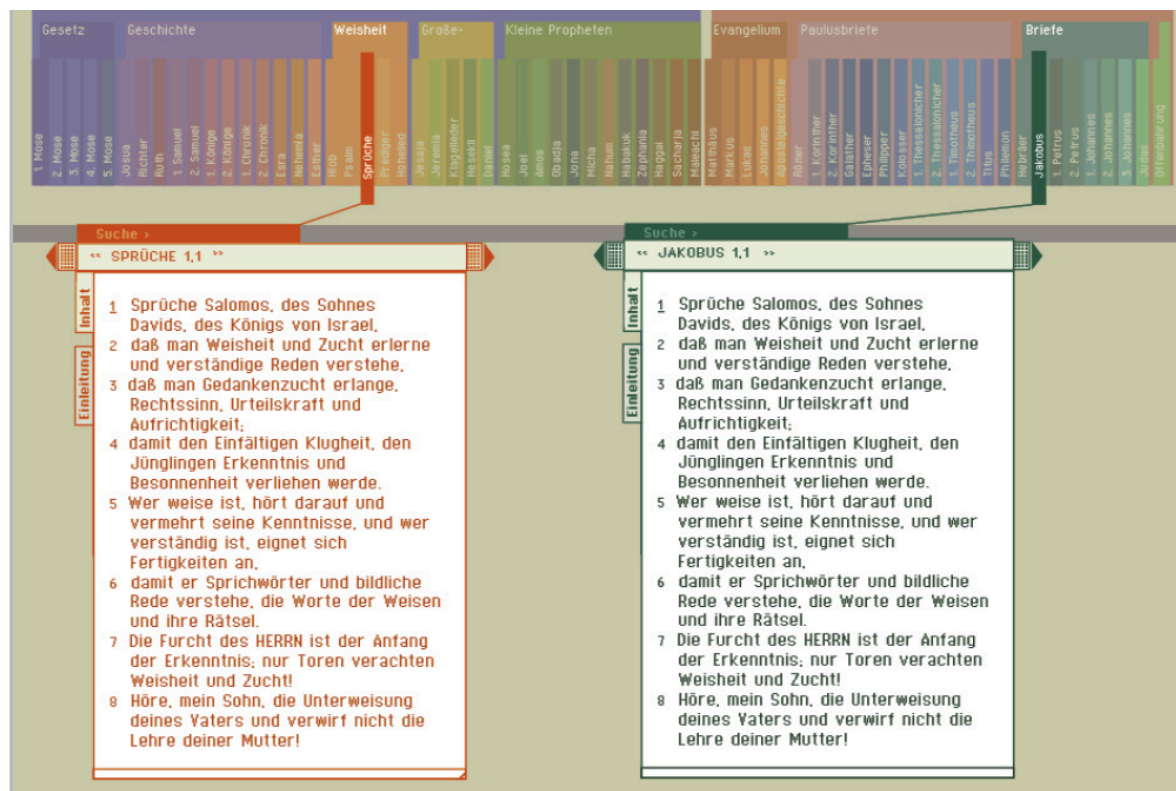 Gesetz
Geschichte
Weisheit
Große-
Kleine Propheten
Evangelium
Paulusbriefe
Briefe
1. Mose
2. Mose
3. Mose
4. Mose
5. Mose
Josua
Richter
Ruth
1. Samuel
2. Samuel
1. Könige
2. Könige
1. Chronik
2. Chronik
Esra
Nehemia
Esther
Hiob
Psalm
Sprüche
Prediger
Hohelied
Jesaja
Jeremia
Klagelieder
Hesekil
Daniel
Hosea
Joel
Amos
Obadja
Jona
Micha
Nahum
Habakuk
Zephania
Haggai
Sacharja
Maleachi
Matthäus
Markus
Lukas
Johannes
Apostelgeschichte
Römer
1. Korinther
2. Korinther
Galather
Epheser
Philipper
Kolosser
1. Thessalonicher
2. Thessalonicher
1. Timotheus
2. Thimotheus
Titus
Philemon
Hebräer
Jakobus
1. Petrus
2. Petrus
1. Johannes
2. Johannes
3. Johannes
Judas
Offenbahrung
Suche ›
‹‹ SPRÜCHE 1,1 ››
Inhalt
Einleitung
1 Sprüche Salomos, des Sohnes
Davids, des Königs von Israel,
2 daß man Weisheit und Zucht erlerne
und verständige Reden verstehe,
3 daß man Gedankenzucht erlange,
Rechtssinn, Urteilskraft und
Aufrichtigkeit;
4 damit den Einfältigen Klugheit, den
Jünglingen Erkenntnis und
Besonnenheit verliehen werde.
5 Wer weise ist, hört darauf und
vermehrt seine Kenntnisse, und wer
verständig ist, eignet sich
Fertigkeiten an,
6 damit er Sprichwörter und bildliche
Rede verstehe, die Worte der Weisen
und ihre Rätsel.
7 Die Furcht des HERRN ist der Anfang
der Erkenntnis; nur Toren verachten
Weisheit und Zucht!
8 Höre, mein Sohn, die Unterweisung
deines Vaters und verwirf nicht die
Lehre deiner Mutter!
Suche ›
‹‹ JAKOBUS 1,1 ››
Inhalt
Einleitung
1 Sprüche Salomos, des Sohnes
Davids, des Königs von Israel,
2 daß man Weisheit und Zucht erlerne
und verständige Reden verstehe,
3 daß man Gedankenzucht erlange,
Rechtssinn, Urteilskraft und
Aufrichtigkeit;
4 damit den Einfältigen Klugheit, den
Jünglingen Erkenntnis und
Besonnenheit verliehen werde.
5 Wer weise ist, hört darauf und
vermehrt seine Kenntnisse, und wer
verständig ist, eignet sich
Fertigkeiten an,
6 damit er Sprichwörter und bildliche
Rede verstehe, die Worte der Weisen
und ihre Rätsel.
7 Die Furcht des HERRN ist der Anfang
der Erkenntnis; nur Toren verachten
Weisheit und Zucht!
8 Höre, mein Sohn, die Unterweisung
deines Vaters und verwirf nicht die
Lehre deiner Mutter!